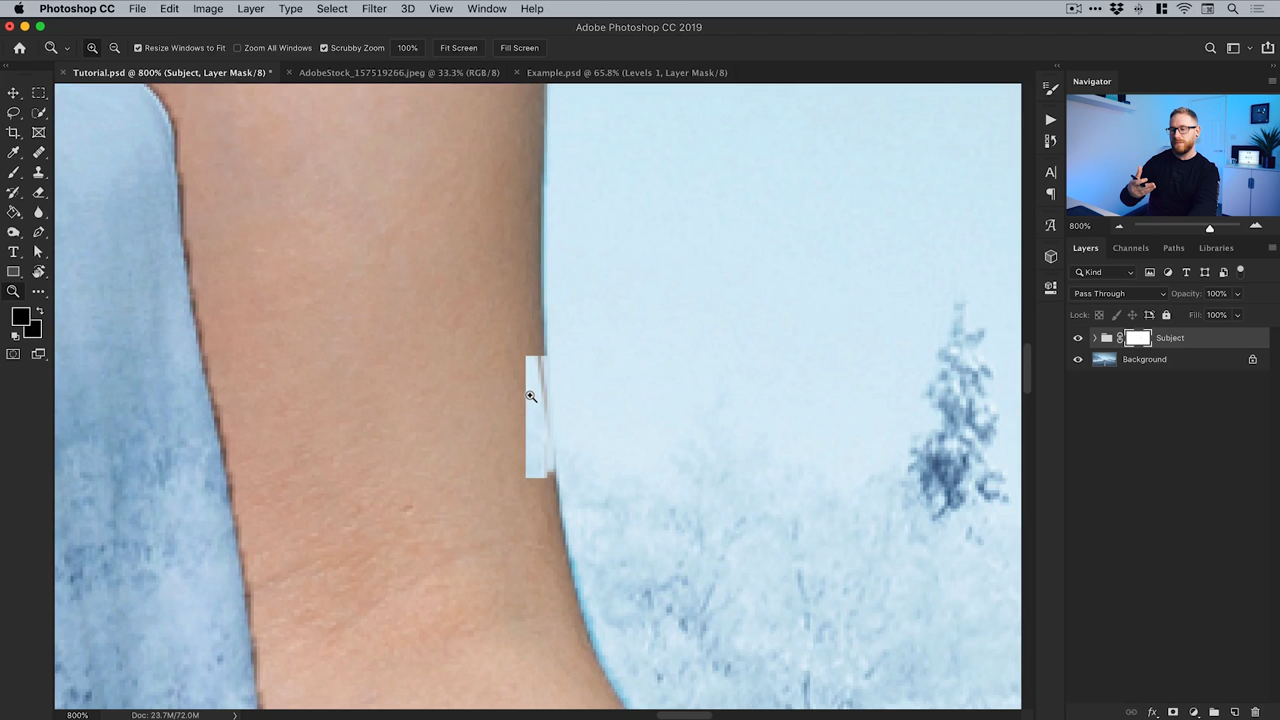 Photoshop CC File Edit Image Layer Type Select Filter 3D View Window Help
Adobe Photoshop CC 2019
Resize Windows to Fit Zoom All Windows Scrubby Zoom 100% Fit Screen Fill Screen
Tutorial.psd @ 800% (Subject, Layer Mask/8) * AdobeStock_157519266.jpeg @ 33.3% (RGB/8) Example.psd @ 65.8% (Levels 1, Layer Mask/8)
Navigator
800%
Layers Channels Paths Libraries
Kind
Pass Through Opacity: 100%
Lock: Fill: 100%
Subject
Background
800% Doc: 23.7M/72.0M